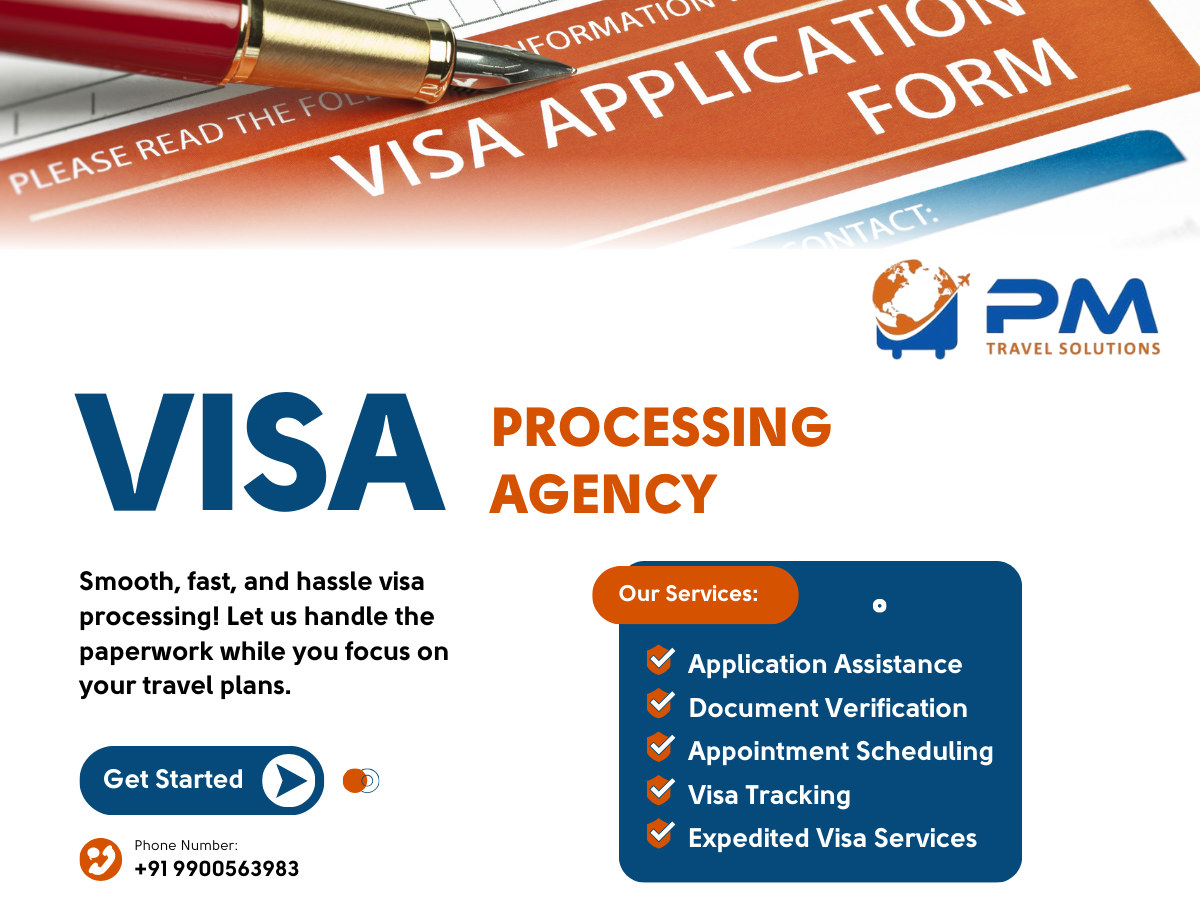 INFORMATION
PLEASE READ THE FOLL
VISA APPLICATION
FORM
CONTACT:
PM
TRAVEL SOLUTIONS
VISA
PROCESSING
AGENCY
Smooth, fast, and hassle visa
processing! Let us handle the
paperwork while you focus on
your travel plans.
Get Started
Phone Number:
+91 9900563983
Our Services:
Application Assistance
Document Verification
Appointment Scheduling
Visa Tracking
Expedited Visa Services